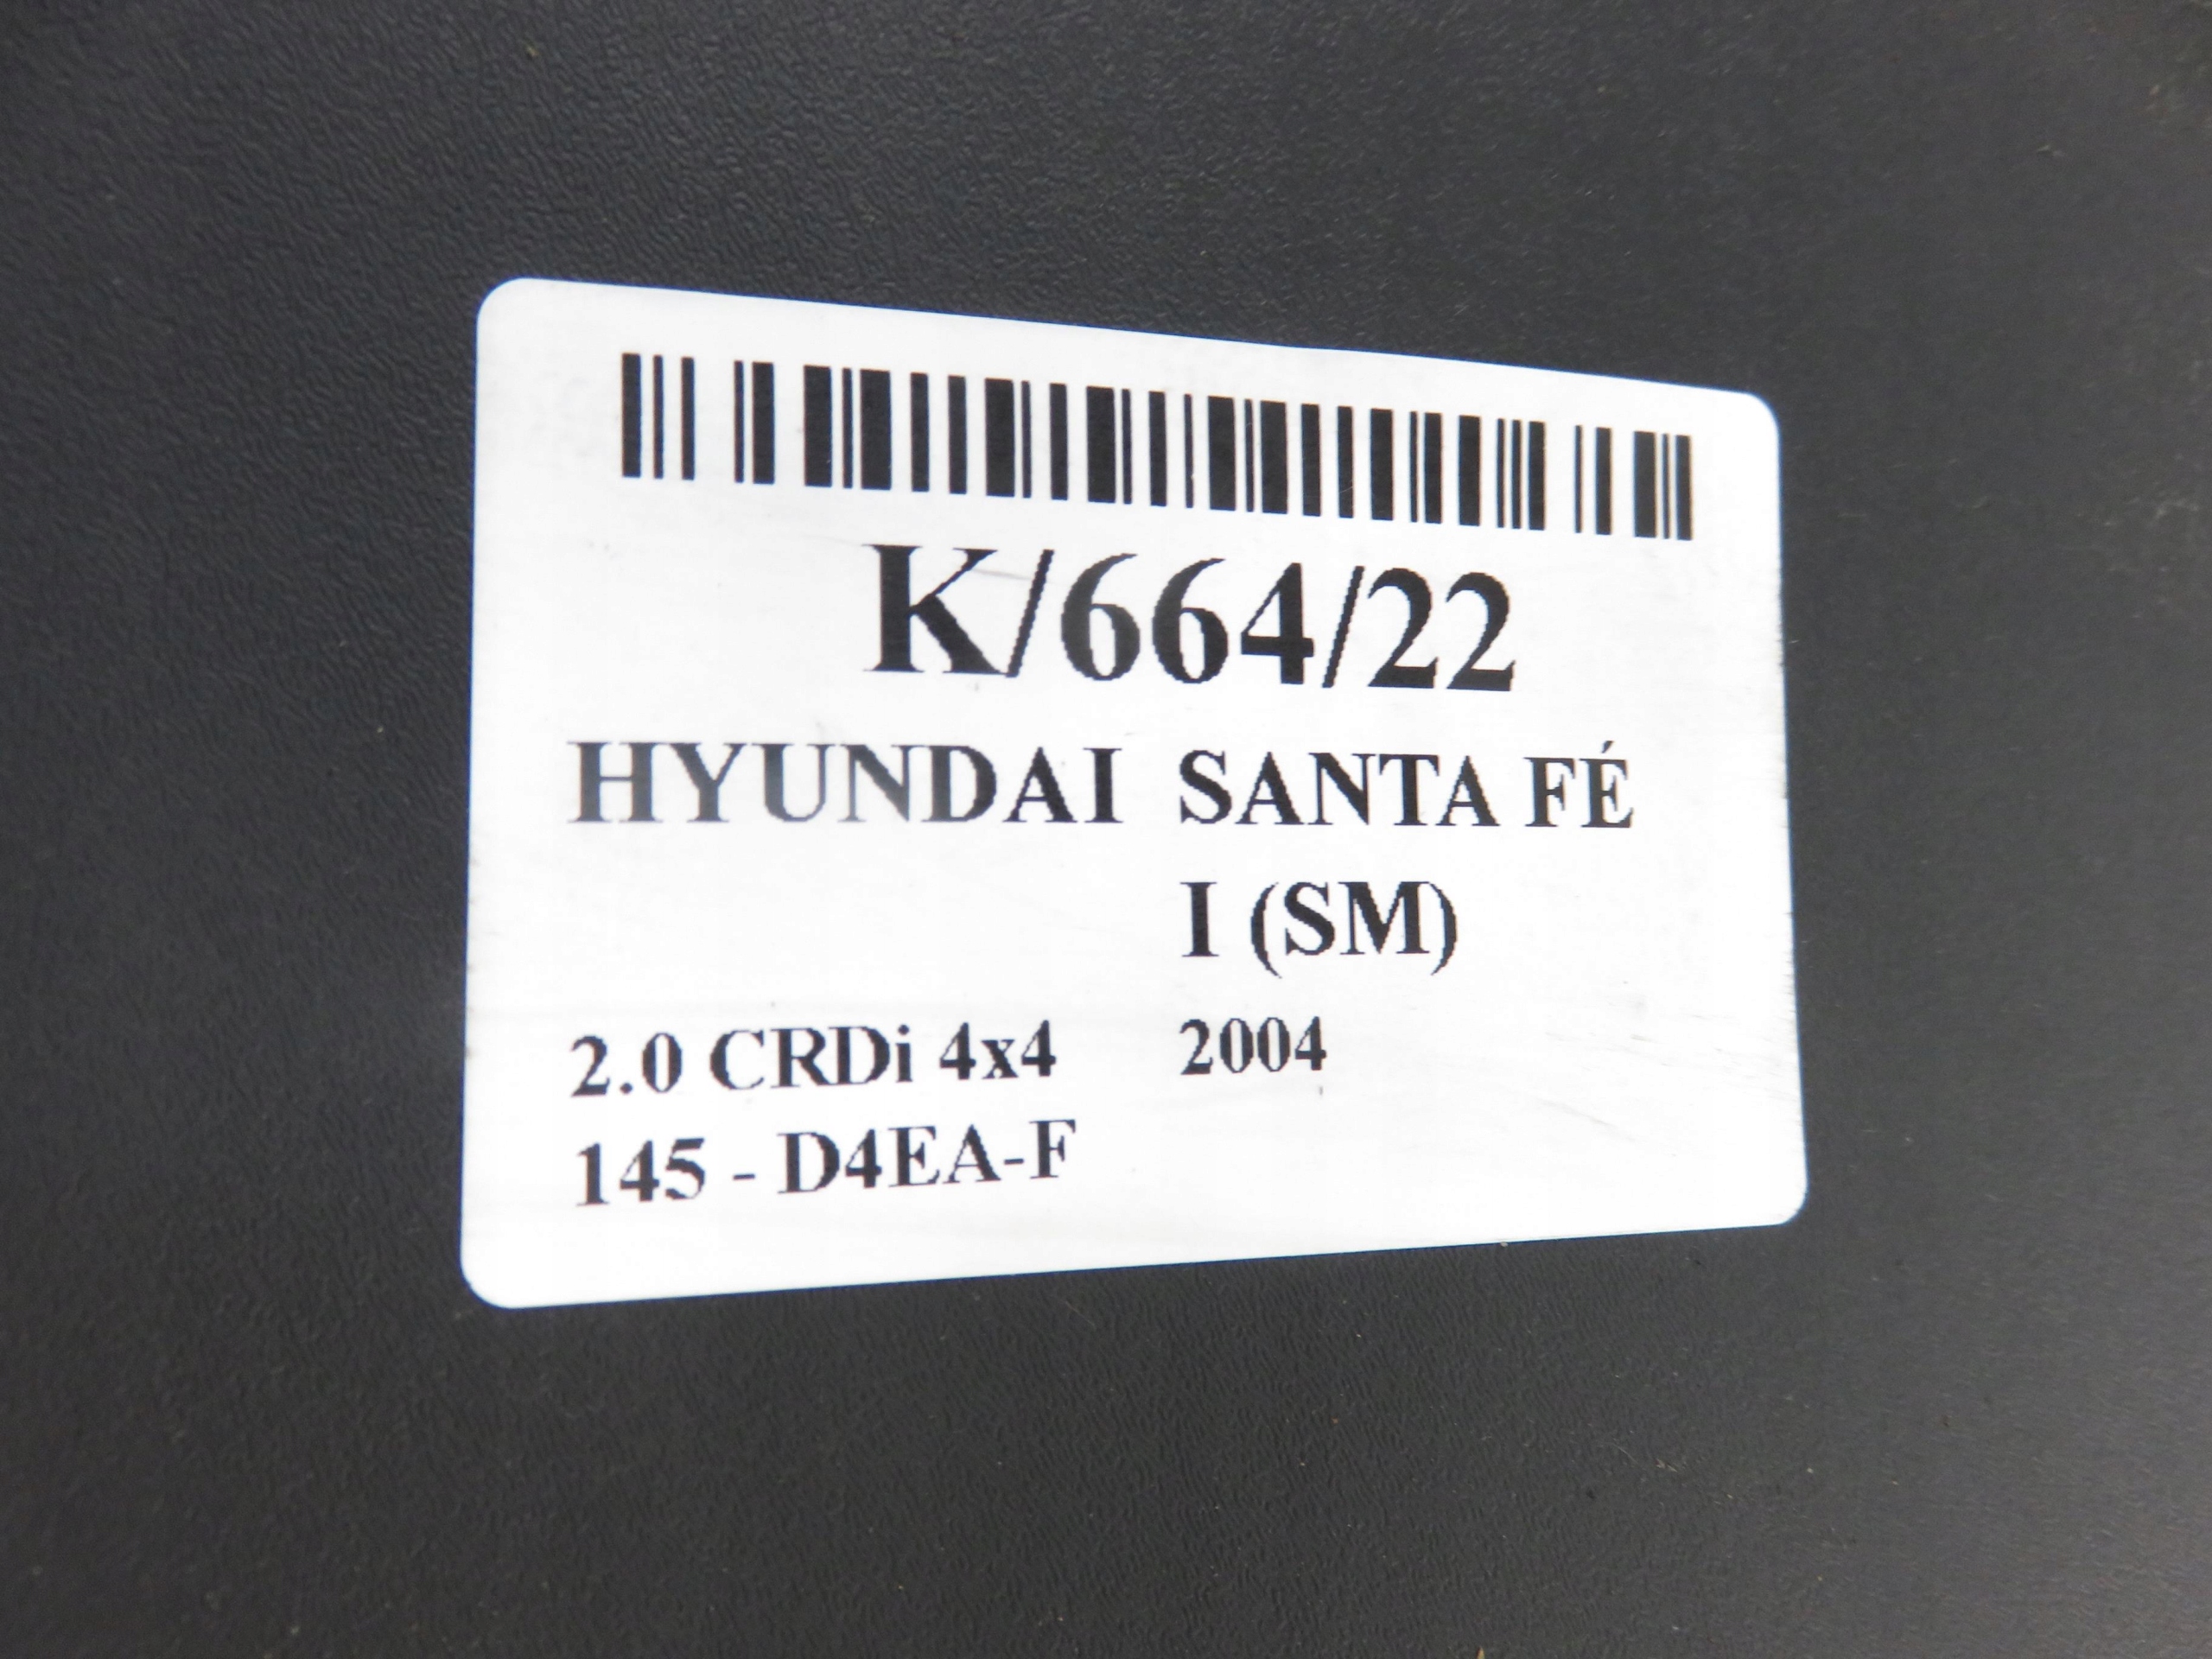 K/664/22
HYUNDAI SANTA FÉ
I (SM)
2.0 CRDi 4x4 2004
145 - D4EA-F